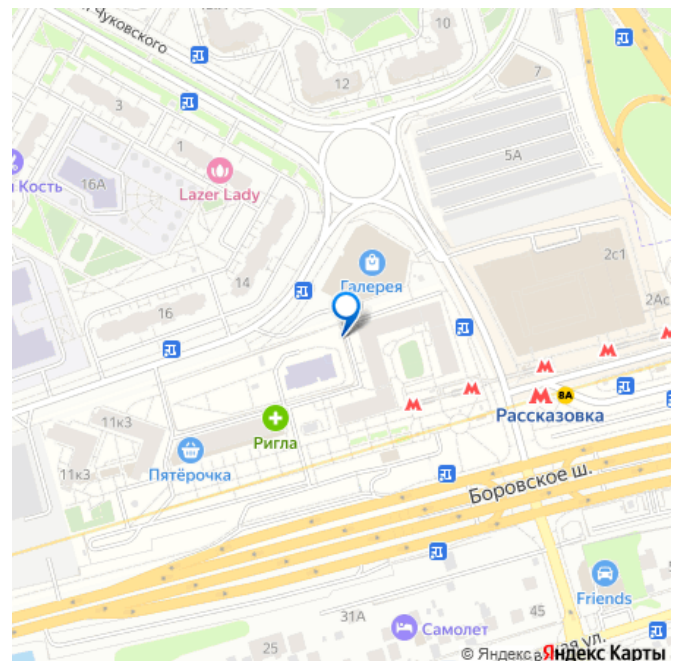 Чуковского
10
7
12
3
5А
1
16А
Кость
Lazer Lady
2с1
14
Галерея
2Ас
16
8А
Рассказовка
11к3
Ригла
11к3
Пятёрочка
Боровское ш.
Friends
31А
45
Самолет
25
ул.
© Яндекс
Яндекс Карты